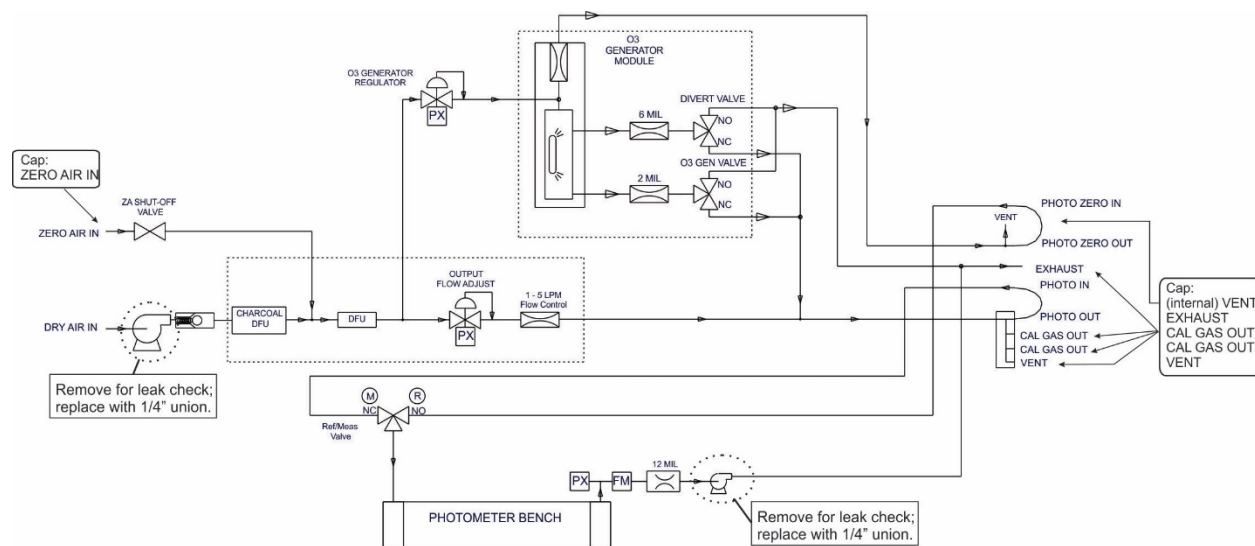 O3
GENERATOR
MODULE
O3 GENERATOR
REGULATOR
PX
6 MIL
DIVERT VALVE
NO
NC
O3 GEN VALVE
2 MIL
NO
NC
Cap:
ZERO AIR IN
ZA SHUT-OFF
VALVE
ZERO AIR IN
PHOTO ZERO IN
VENT
PHOTO ZERO OUT
OUTPUT
FLOW ADJUST
1 - 5 LPM
Flow Control
EXHAUST
PHOTO IN
DRY AIR IN
CHARCOAL
DFU
DFU
PX
PHOTO OUT
CAL GAS OUT
CAL GAS OUT
VENT
Cap:
(internal) VENT
EXHAUST
CAL GAS OUT
CAL GAS OUT
VENT
Remove for leak check;
replace with 1/4" union.
M
R
NC
NO
Ref/Meas
Valve
12 MIL
PX
FM
PHOTOMETER BENCH
Remove for leak check;
replace with 1/4" union.